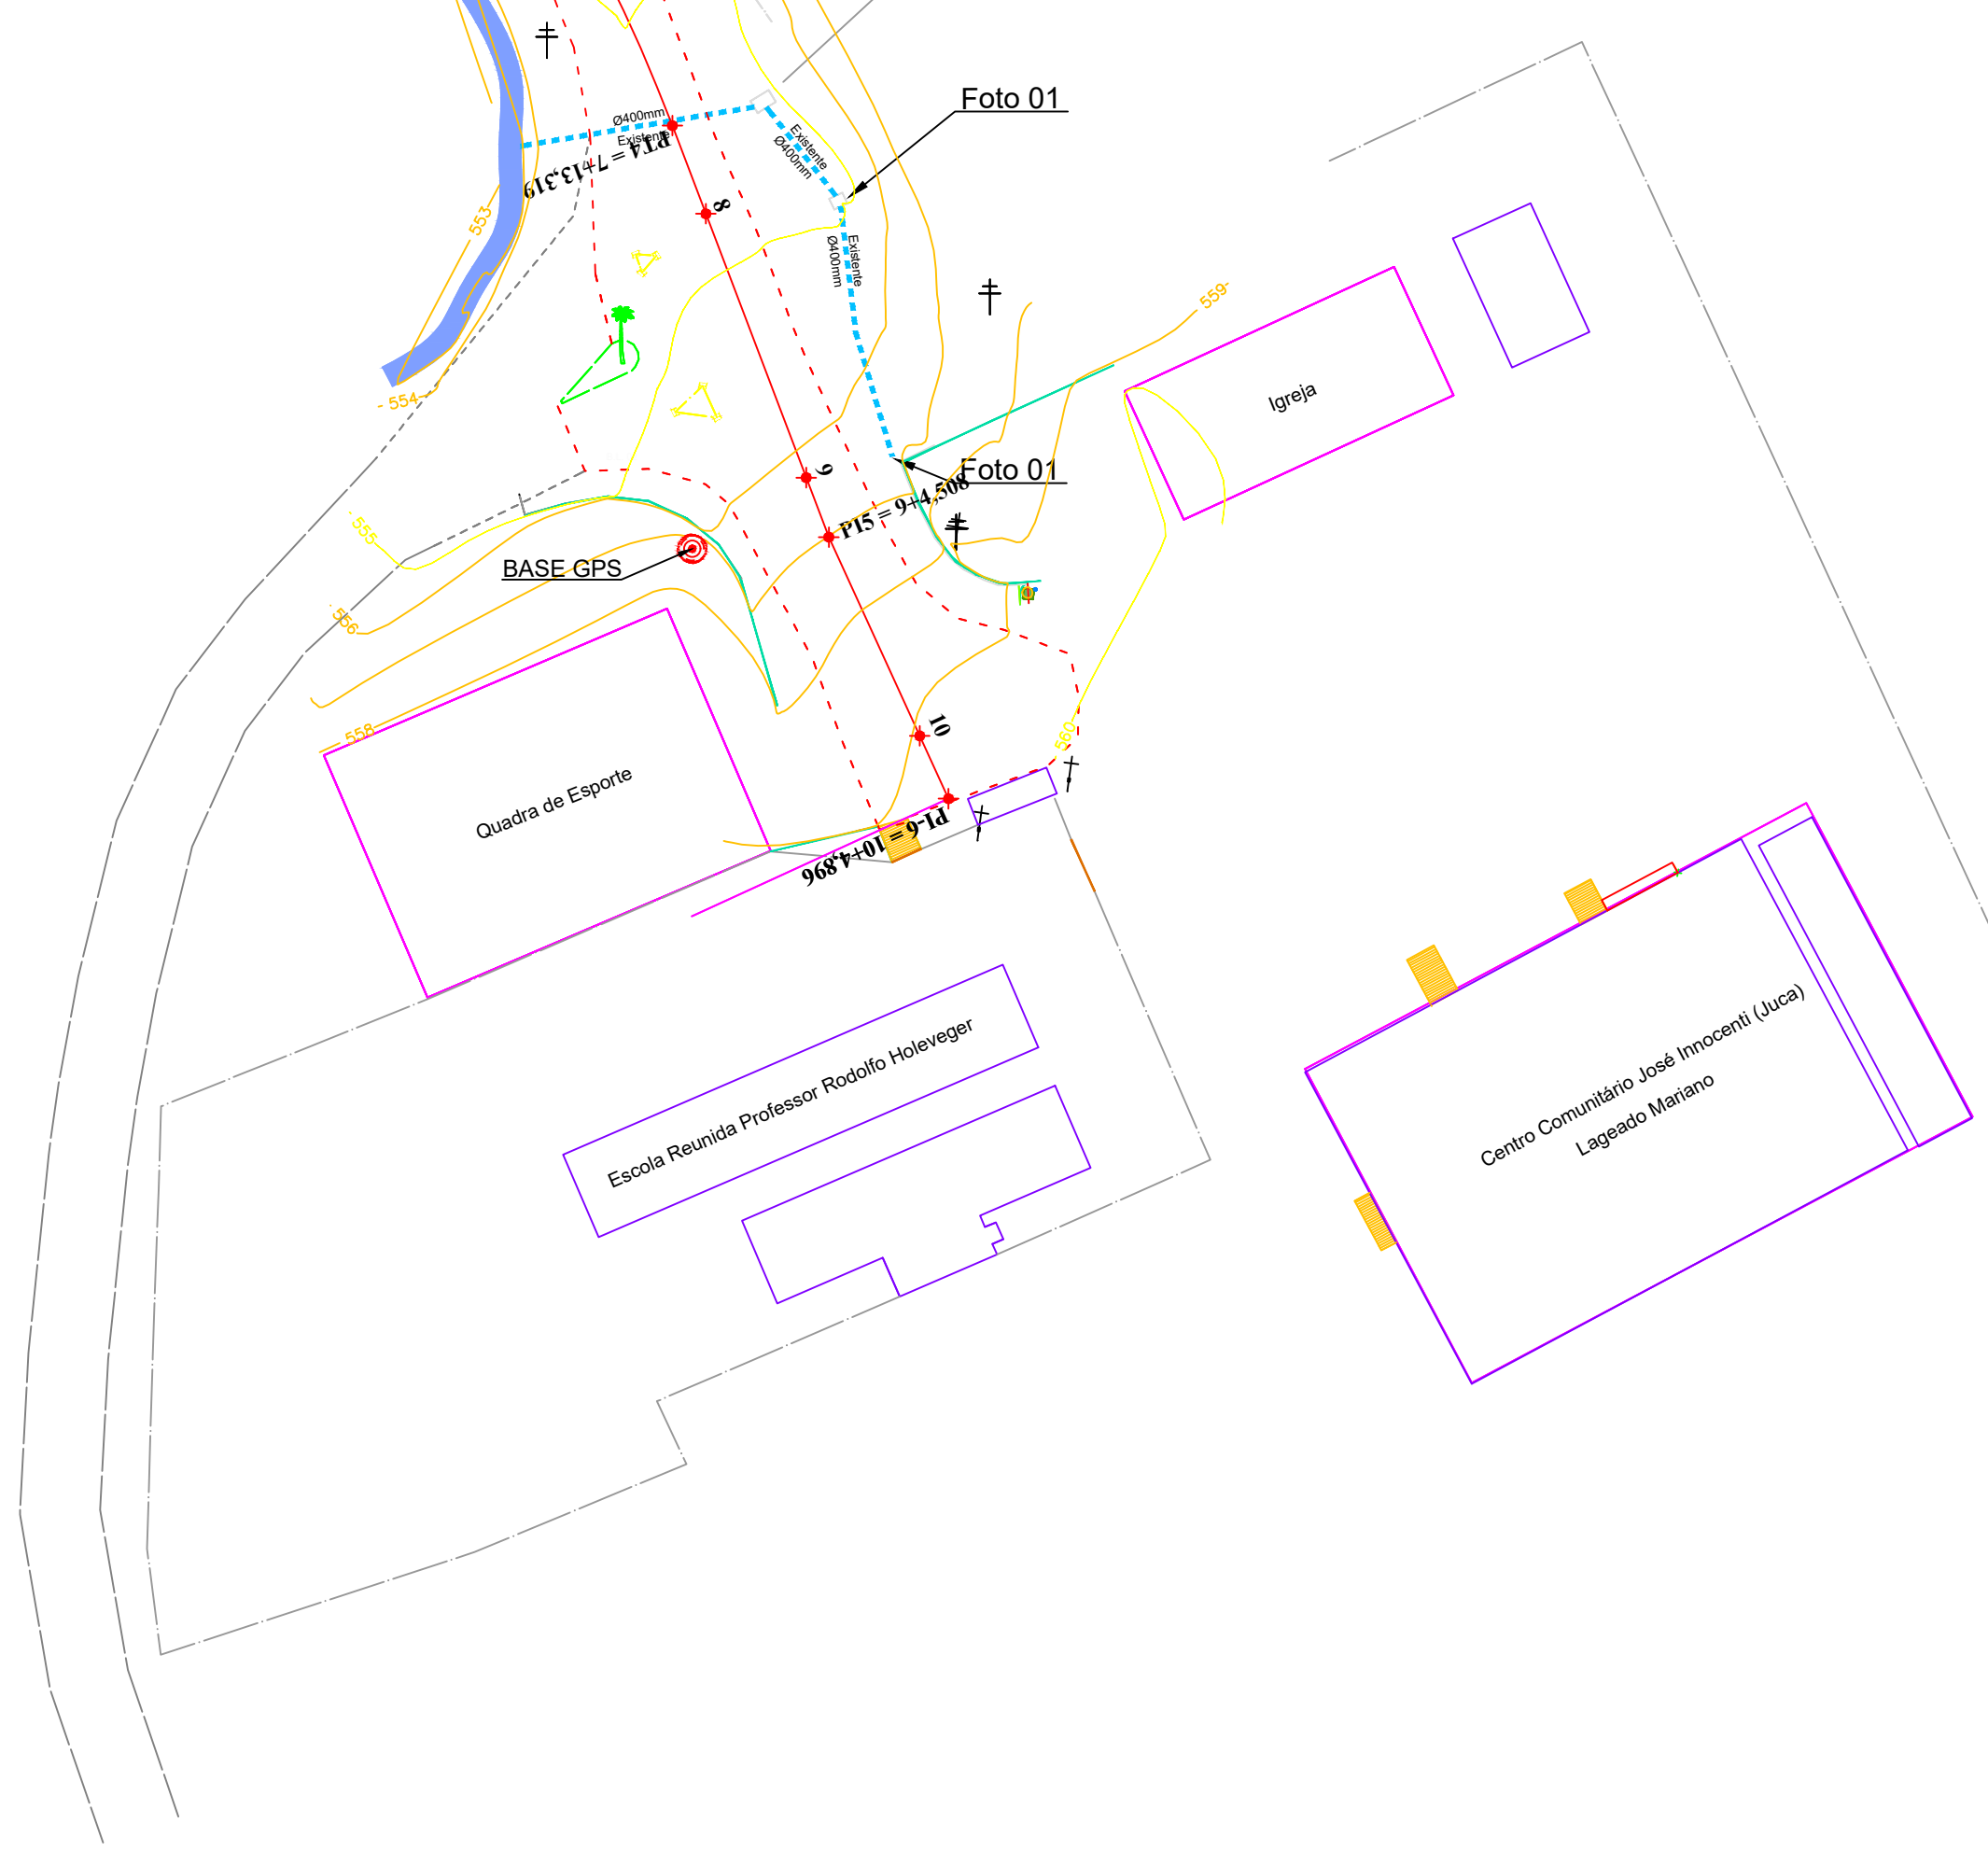 Foto 01
Ø400mm
Existente
PT4 = 7+13,319
Existente
Ø400mm
8
553
Existente
Ø400mm
559
554
Igreja
9
Foto 01
PI5 = 9+4,508
555
BASE GPS
556
10
558
560
Quadra de Esporte
PI-6 = 10+4,896
Escola Reunida Professor Rodolfo Holeveger
Centro Comunitário José Innocenti (Juca)
Lageado Mariano